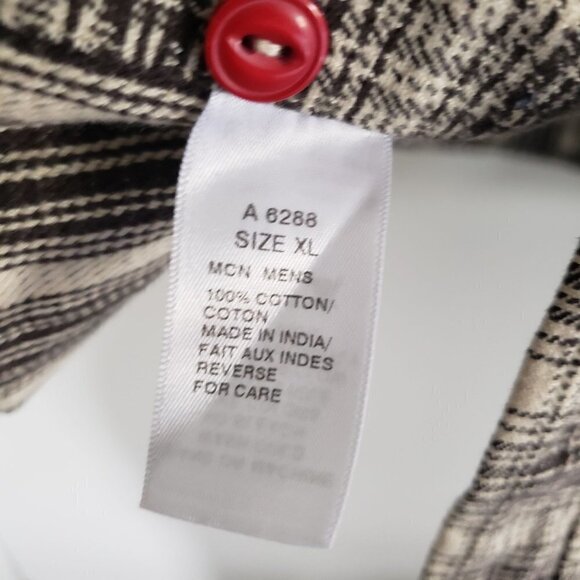 A 6288
SIZE XL
MCN MENS
100% COTTON/
COTON
MADE IN INDIA/
FAIT AUX INDES
REVERSE
FOR CARE